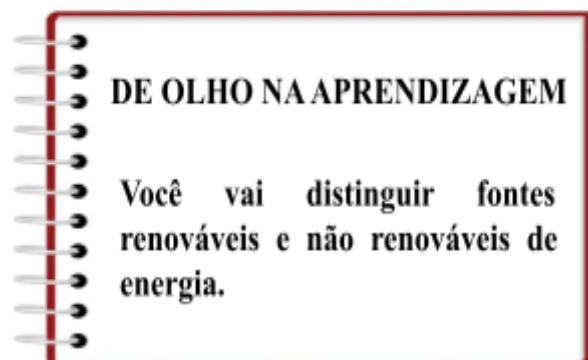 DE OLHO NA APRENDIZAGEM
Você vai distinguir fontes
renováveis e não renováveis de
energia.